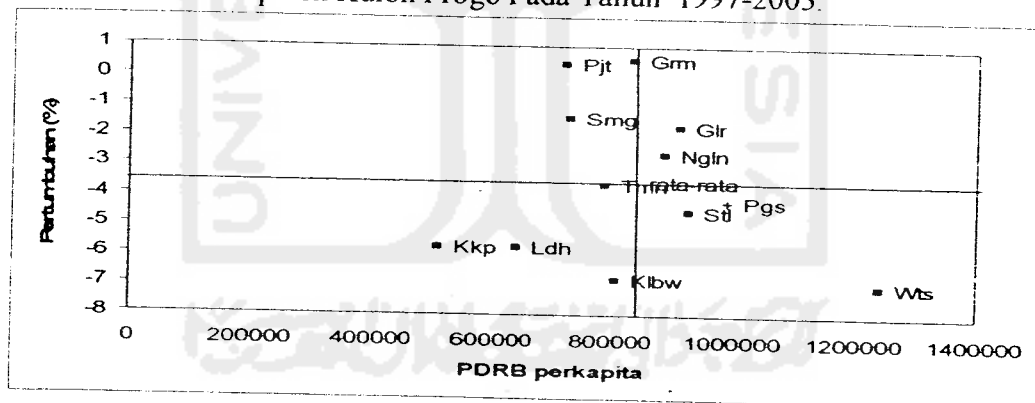 Kulon Progo Pada Tahun 1997-2003.
1
0
-1
-2
-3
-4
-5
-6
-7
-8
Pertumbuhan (%)
Pjt
Grm
Smg
Glr
Ngln
rata-rata
Pgs
Stl
Kkp
Ldh
Klbw
Wts
0
200000
400000
600000
800000
1000000
1200000
1400000
PDRB perkapita
UNIV